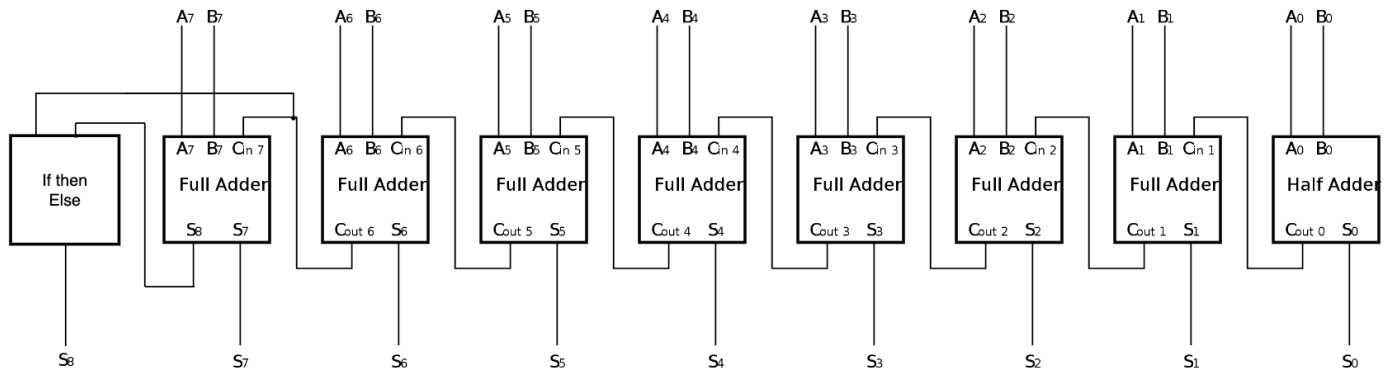 A7 B7 A6 B6 A5 B5 A4 B4 A3 B3 A2 B2 A1 B1 A0 B0
A7 B7 Cin 7 A6 B6 Cin 6 A5 B5 Cin 5 A4 B4 Cin 4 A3 B3 Cin 3 A2 B2 Cin 2 A1 B1 Cin 1 A0 B0
If then
Else
Full Adder Full Adder Full Adder Full Adder Full Adder Full Adder Full Adder Half Adder
S8 S7 Cout 6 S6 Cout 5 S5 Cout 4 S4 Cout 3 S3 Cout 2 S2 Cout 1 S1 Cout 0 S0
S8 S7 S6 S5 S4 S3 S2 S1 S0